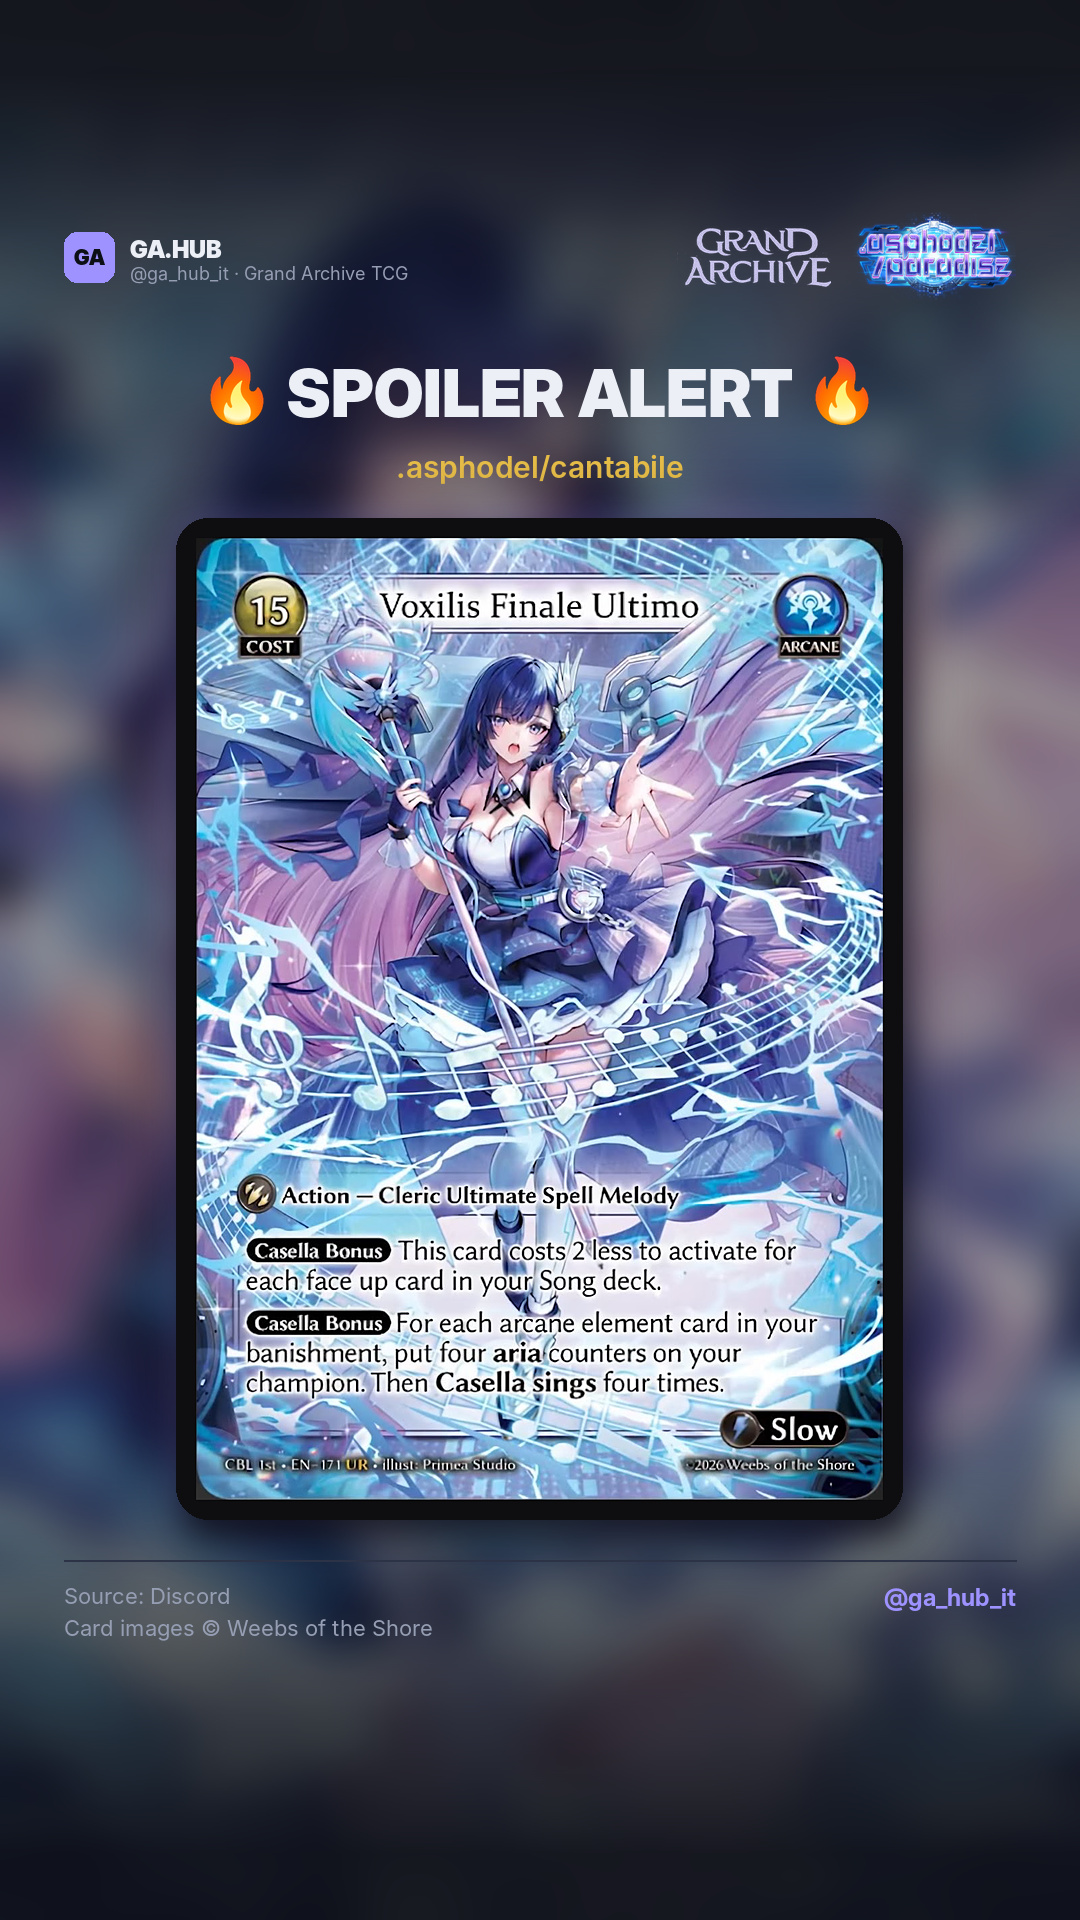 GA
GA.HUB
@ga_hub_it · Grand Archive TCG
GRAND
ARCHIVE
.asphodel
/paradise
🔥 SPOILER ALERT 🔥
.asphodel/cantabile
15
COST
Voxilis Finale Ultimo
ARCANE
Action — Cleric Ultimate Spell Melody
Casella Bonus This card costs 2 less to activate for
each face up card in your Song deck.
Casella Bonus For each arcane element card in your
banishment, put four aria counters on your
champion. Then Casella sings four times.
Slow
CBL 1st • EN-171 UR • illust: Primea Studio
©2026 Weebs of the Shore
Source: Discord
@ga_hub_it
Card images © Weebs of the Shore